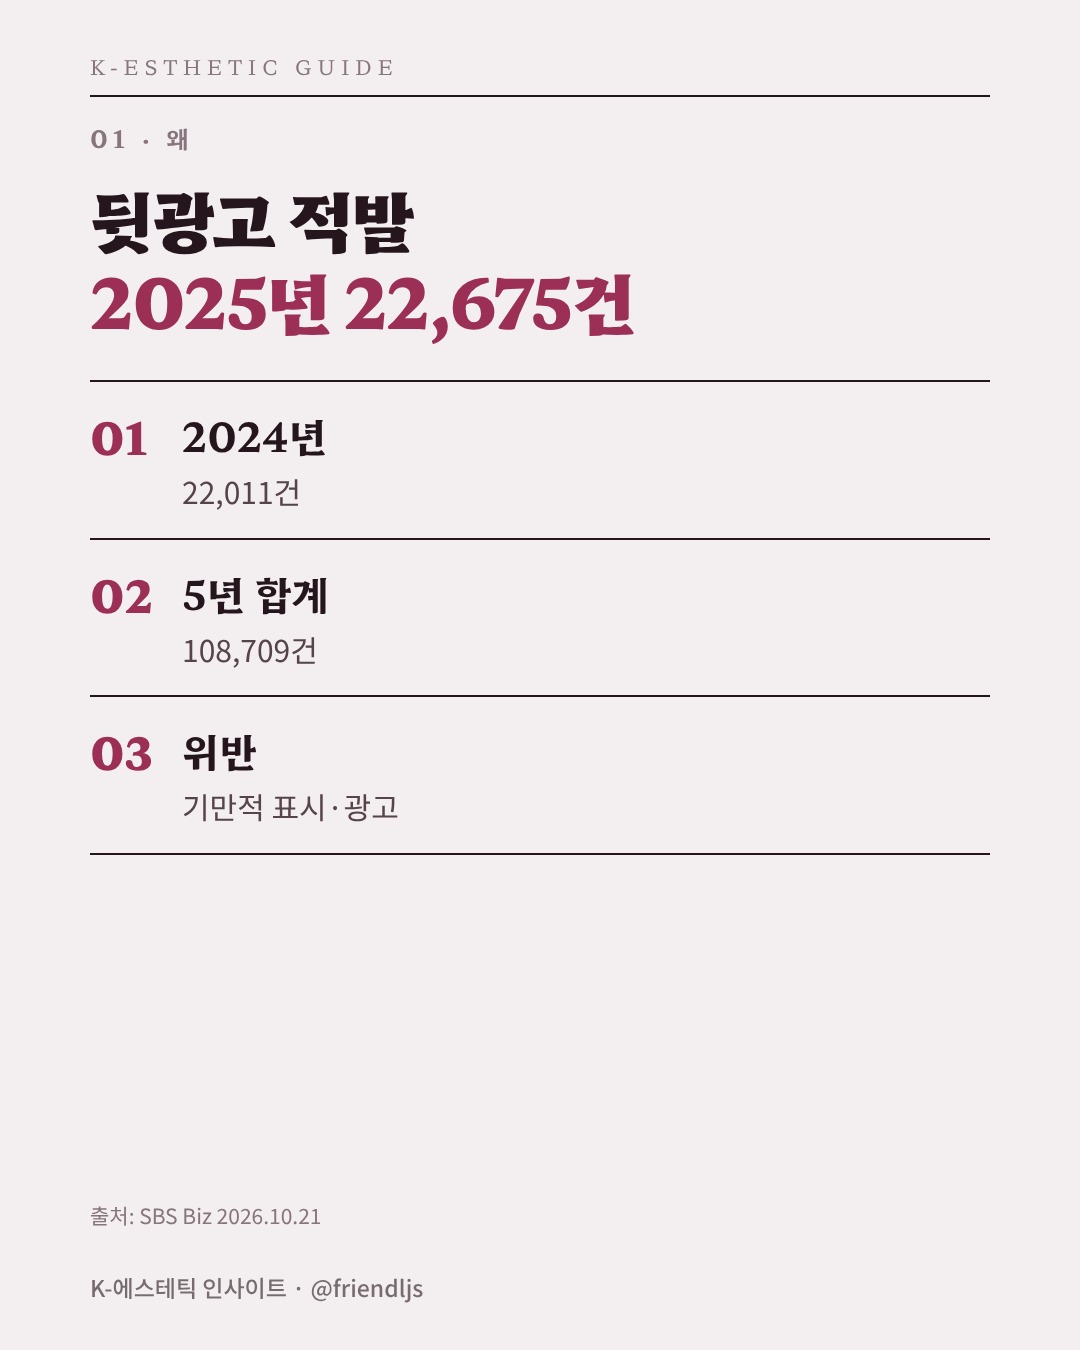 K-ESTHETIC GUIDE
01 · 왜
뒷광고 적발
2025년 22,675건
01 2024년
22,011건
02 5년 합계
108,709건
03 위반
기만적 표시·광고
출처: SBS Biz 2026.10.21
K-에스테틱 인사이트 · @friendljs